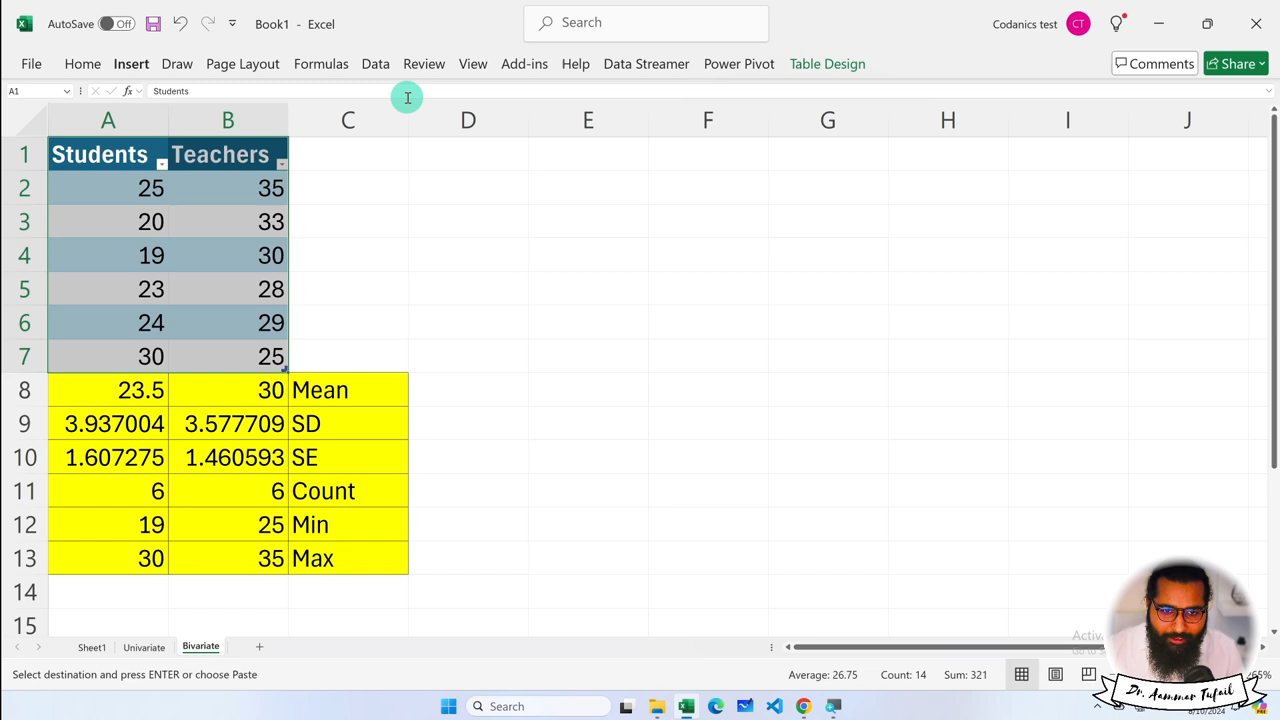 AutoSave Off Book1 - Excel Search Codanics test CT
File Home Insert Draw Page Layout Formulas Data Review View Add-ins Help Data Streamer Power Pivot Table Design Comments Share
A1 fx Students
A B C D E F G H I J
1 Students Teachers
2 25 35
3 20 33
4 19 30
5 23 28
6 24 29
7 30 25
8 23.5 30 Mean
9 3.937004 3.577709 SD
10 1.607275 1.460593 SE
11 6 6 Count
12 19 25 Min
13 30 35 Max
14
15
Sheet1 Univariate Bivariate
Select destination and press ENTER or choose Paste Average: 26.75 Count: 14 Sum: 321
Search
Dr. Aammar Tufail